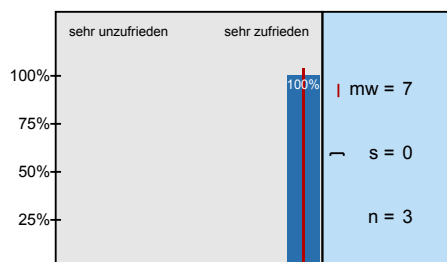 sehr unzufrieden sehr zufrieden
100%
100%
mw = 7
75%
50%
s = 0
25%
n = 3